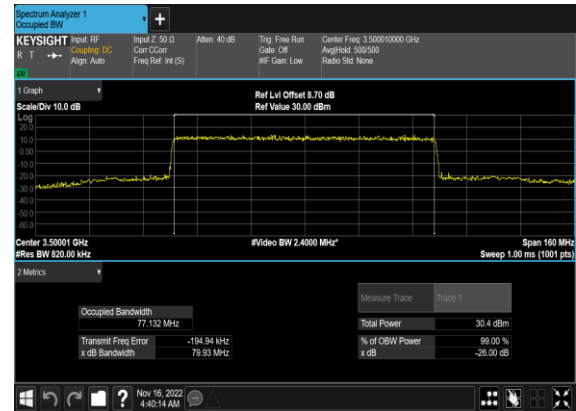 Spectrum Analyzer 1
Occupied BW
KEYSIGHT
R T
Input: RF
Coupling: DC
Align: Auto
Input Z: 50 Ω
Corr CCorr
Freq Ref: Int (S)
Atten: 40 dB
Trig: Free Run
Gate: Off
#IF Gain: Low
Center Freq: 3.500010000 GHz
Avg|Hold: 500/500
Radio Std: None
1 Graph
Scale/Div 10.0 dB
Ref Lvl Offset 8.70 dB
Ref Value 30.00 dBm
Log
20.0
10.0
0.00
-10.0
-20.0
-30.0
-40.0
-50.0
-60.0
Center 3.50001 GHz
#Res BW 820.00 kHz
#Video BW 2.4000 MHz*
Span 160 MHz
Sweep 1.00 ms (1001 pts)
2 Metrics
Measure Trace Trace 1
Occupied Bandwidth
77.132 MHz
Total Power 30.4 dBm
Transmit Freq Error -194.94 kHz
% of OBW Power 99.00 %
x dB Bandwidth 79.93 MHz
x dB -26.00 dB
?
Nov 16, 2022
4:40:14 AM